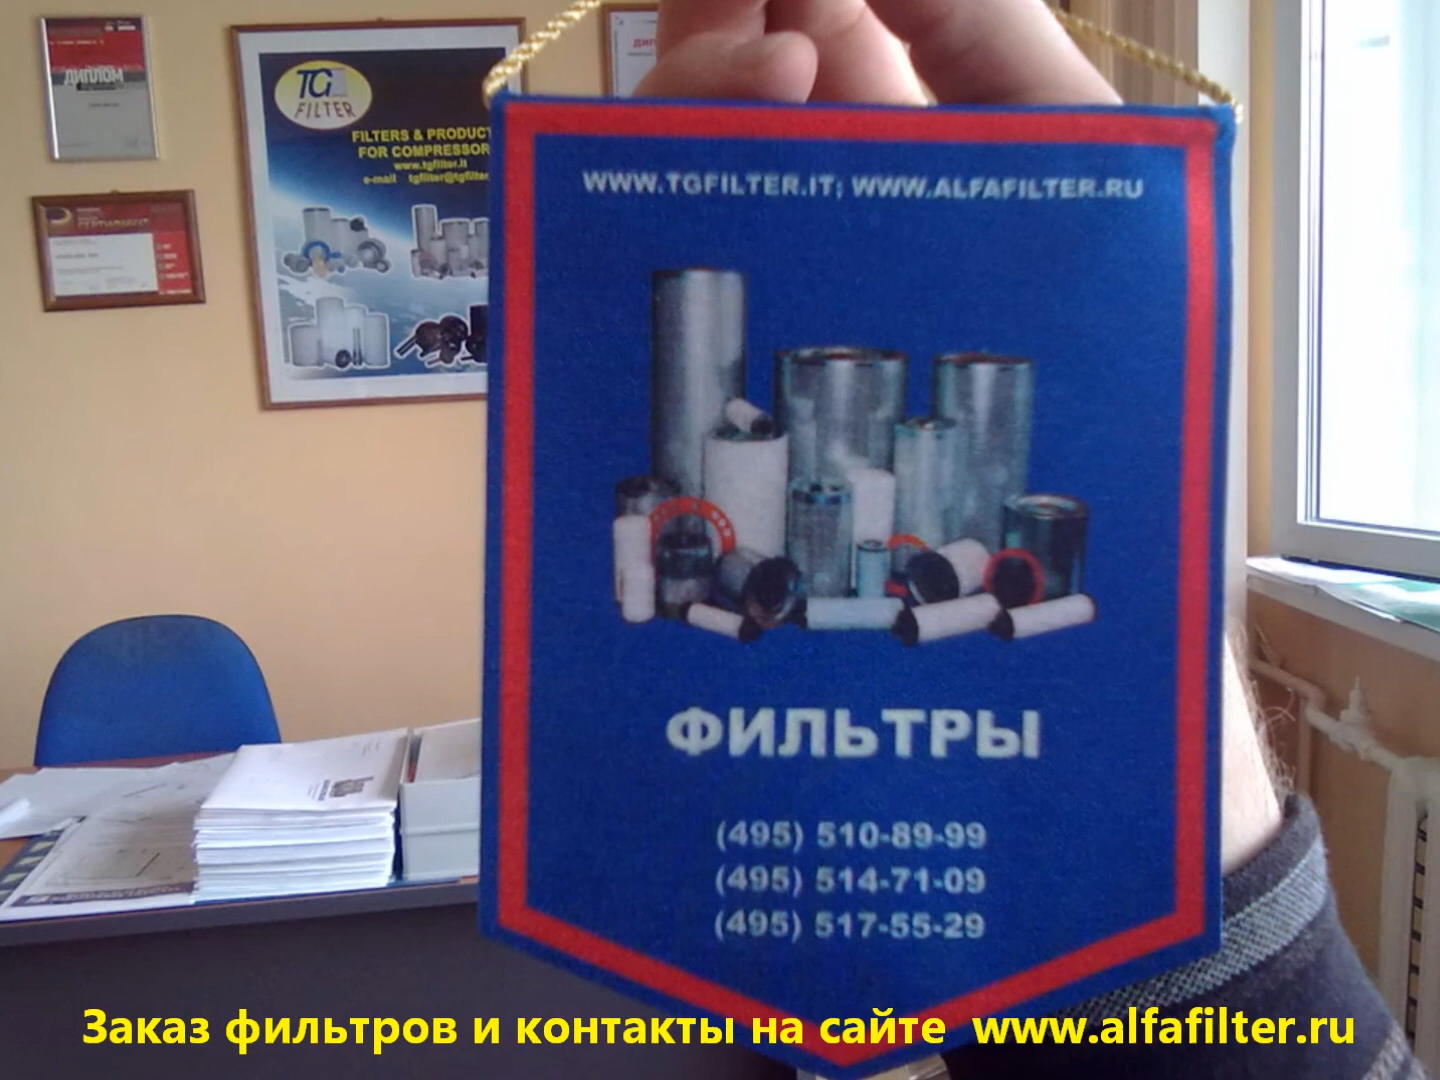 ДИПЛОМ
TG
FILTER
FILTERS & PRODUCT
FOR COMPRESSOR
www.tgfilter.it
e-mail tgfilter@tgfilter
СЕРТИФИКАТ
WWW.TGFILTER.IT; WWW.ALFAFILTER.RU
ФИЛЬТРЫ
(495) 510-89-99
(495) 514-71-09
(495) 517-55-29
Заказ фильтров и контакты на сайте www.alfafilter.ru